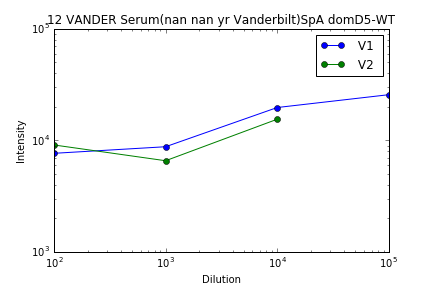 12 VANDER Serum(nan nan yr Vanderbilt)SpA domD5-WT
10^5
V1
V2
Intensity
10^4
10^3
10^2 10^3 10^4 10^5
Dilution